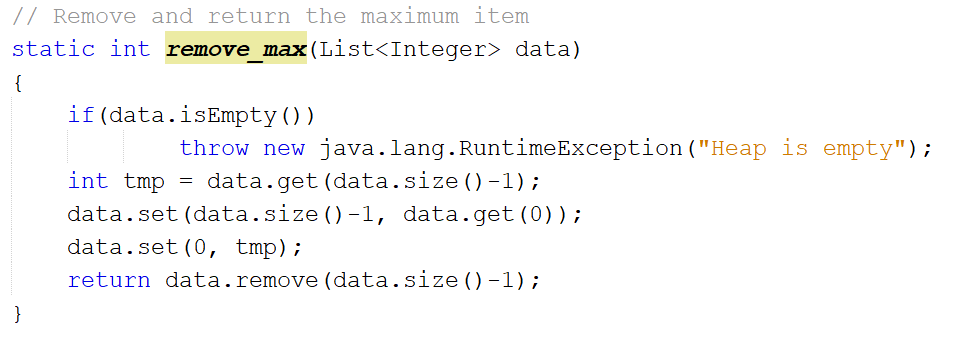 // Remove and return the maximum item
static int remove_max(List<Integer> data)
{
if(data.isEmpty())
throw new java.lang.RuntimeException("Heap is empty");
int tmp = data.get(data.size()-1);
data.set(data.size()-1, data.get(0));
data.set(0, tmp);
return data.remove(data.size()-1);
}